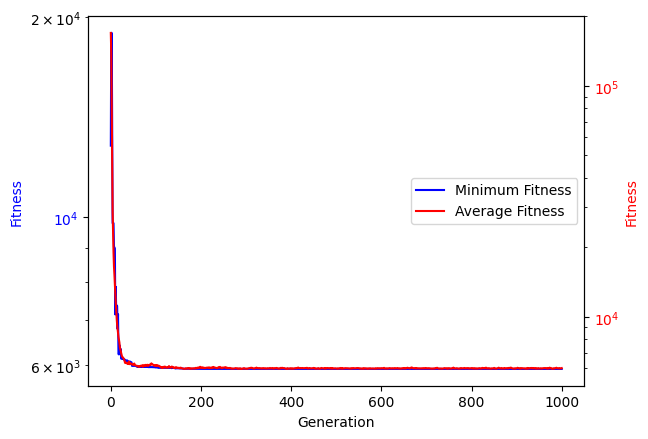 2 × 10⁴
10⁴
6 × 10³
Fitness
10⁵
10⁴
Fitness
Minimum Fitness
Average Fitness
0 200 400 600 800 1000
Generation